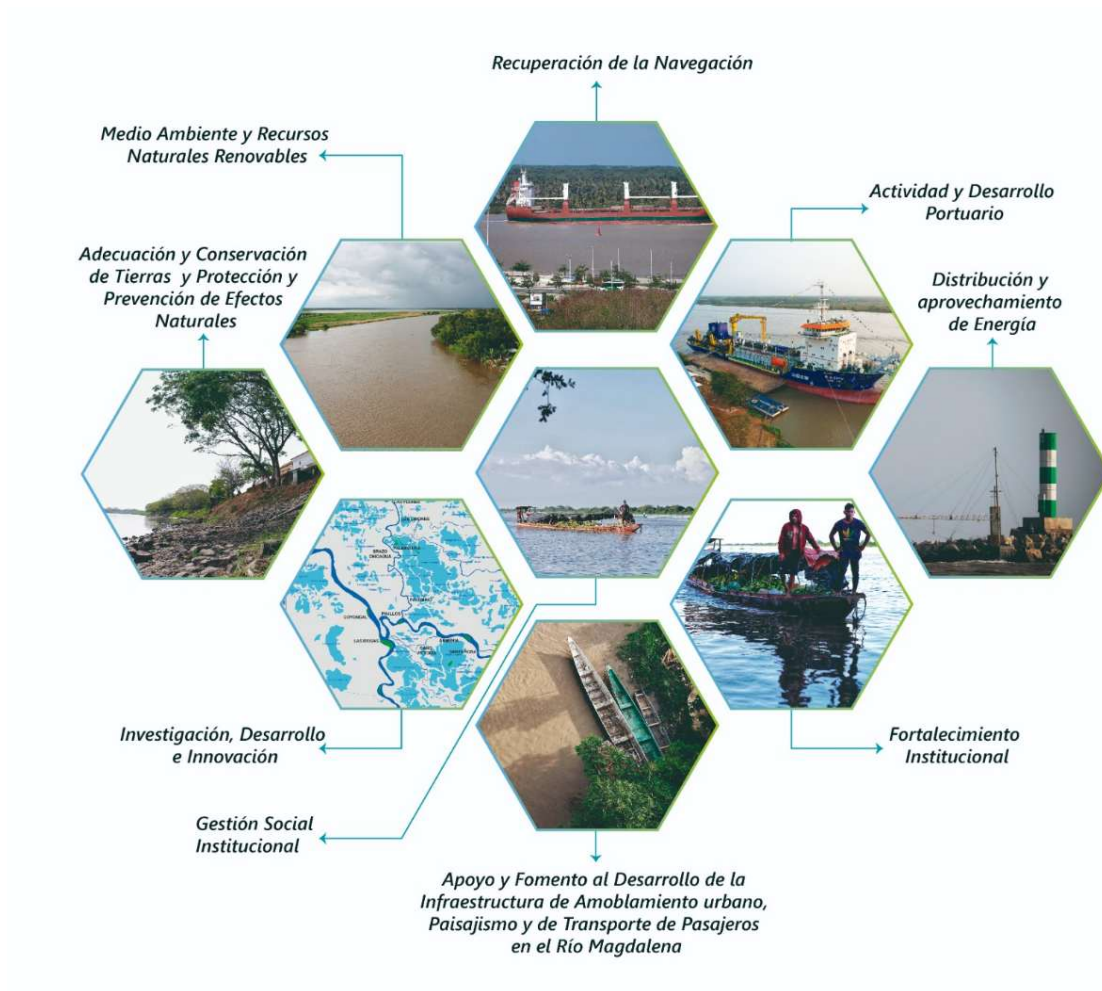 Recuperación de la Navegación
Medio Ambiente y Recursos
Naturales Renovables
Actividad y Desarrollo
Portuario
Adecuación y Conservación
de Tierras y Protección y
Prevención de Efectos
Naturales
Distribución y
aprovechamiento
de Energía
Investigación, Desarrollo
e Innovación
Fortalecimiento
Institucional
Gestión Social
Institucional
Apoyo y Fomento al Desarrollo de la
Infraestructura de Amoblamiento urbano,
Paisajismo y de Transporte de Pasajeros
en el Río Magdalena